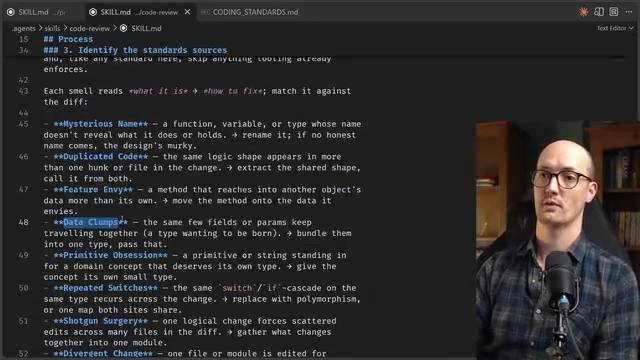 SKILL.md .../pr
SKILL.md .../code-review
CODING_STANDARDS.md
.agents > skills > code-review > SKILL.md
Text Editor
15 ## Process
34 ### 3. Identify the standards sources
and, like any standard here, skip anything tooling already
enforces.
42
43 Each smell reads *what it is* → *how to fix*; match it against
the diff:
44
45 - **Mysterious Name** — a function, variable, or type whose name
doesn't reveal what it does or holds. → rename it; if no honest
name comes, the design's murky.
46 - **Duplicated Code** — the same logic shape appears in more
than one hunk or file in the change. → extract the shared shape,
call it from both.
47 - **Feature Envy** — a method that reaches into another object's
data more than its own. → move the method onto the data it
envies.
48 - **Data Clumps** — the same few fields or params keep
travelling together (a type wanting to be born). → bundle them
into one type, pass that.
49 - **Primitive Obsession** — a primitive or string standing in
for a domain concept that deserves its own type. → give the
concept its own small type.
50 - **Repeated Switches** — the same `switch`/`if`-cascade on
the same type recurs across the change. → replace with polymorphism,
or one map both sites share.
51 - **Shotgun Surgery** — one logical change forces scattered
edits across many files in the diff. → gather what changes
together into one module.
52 - **Divergent Change** — one file or module is edited for